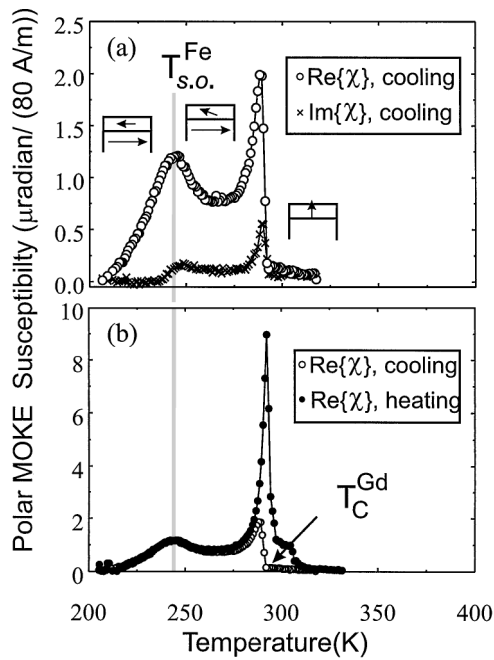 Polar MOKE Susceptibilty (μradian/ (80 A/m))
(a)
T_{s.o.}^{Fe}
Re{χ}, cooling
Im{χ}, cooling
2.5
2.0
1.5
1.0
0.5
0.0
(b)
Re{χ}, cooling
Re{χ}, heating
T_C^{Gd}
10
8
6
4
2
0
200 250 300 350 400
Temperature(K)